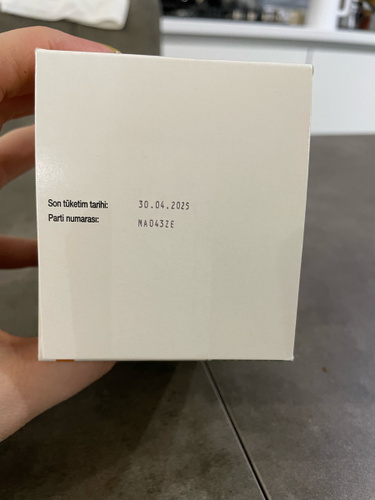 Son tüketim tarihi: 30.04.2025
Parti numarası: MA043ZE